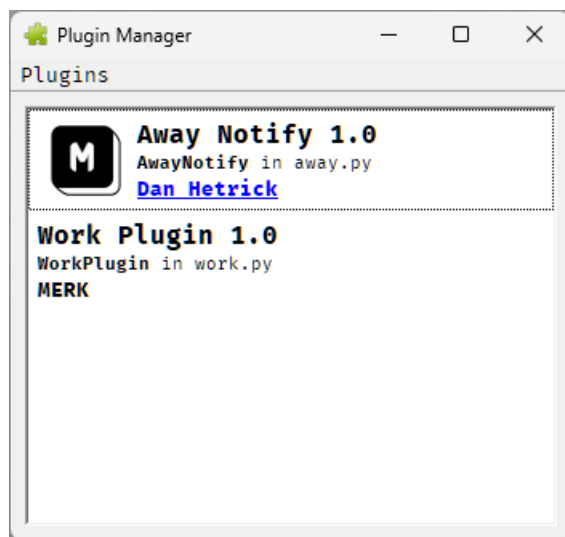 Plugin Manager
Plugins
M
Away Notify 1.0
AwayNotify in away.py
Dan Hetrick
Work Plugin 1.0
WorkPlugin in work.py
MERK